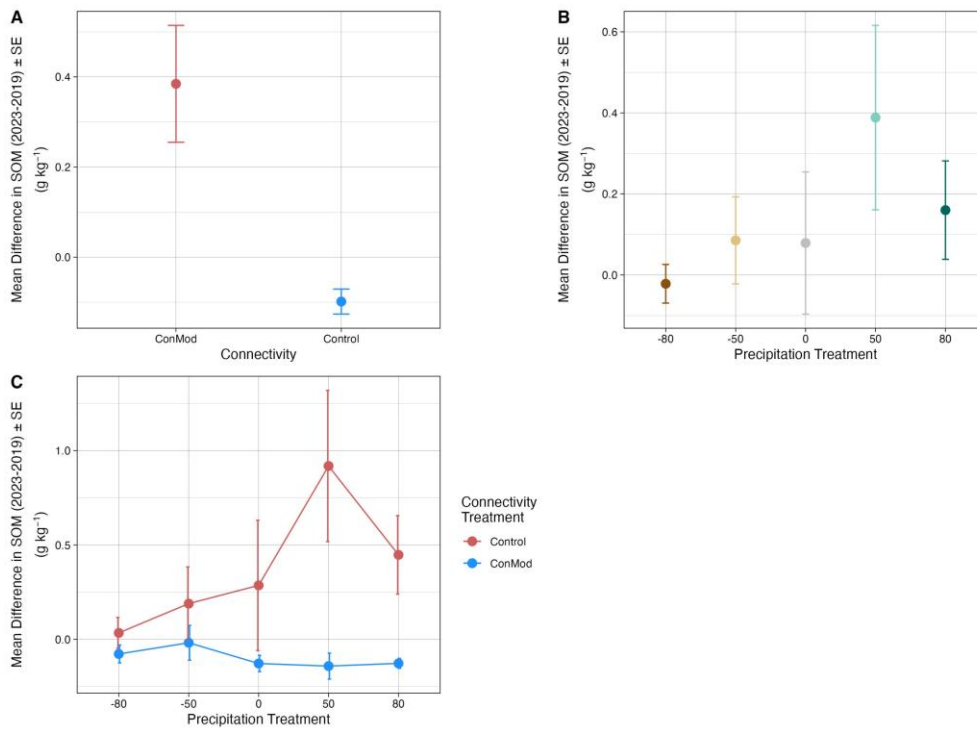 A
Mean Difference in SOM (2023-2019) ± SE
(g kg⁻¹)
0.4
0.2
0.0
ConMod
Control
Connectivity
B
Mean Difference in SOM (2023-2019) ± SE
(g kg⁻¹)
0.6
0.4
0.2
0.0
-80
-50
0
50
80
Precipitation Treatment
C
Mean Difference in SOM (2023-2019) ± SE
(g kg⁻¹)
1.0
0.5
0.0
-80
-50
0
50
80
Precipitation Treatment
Connectivity
Treatment
Control
ConMod